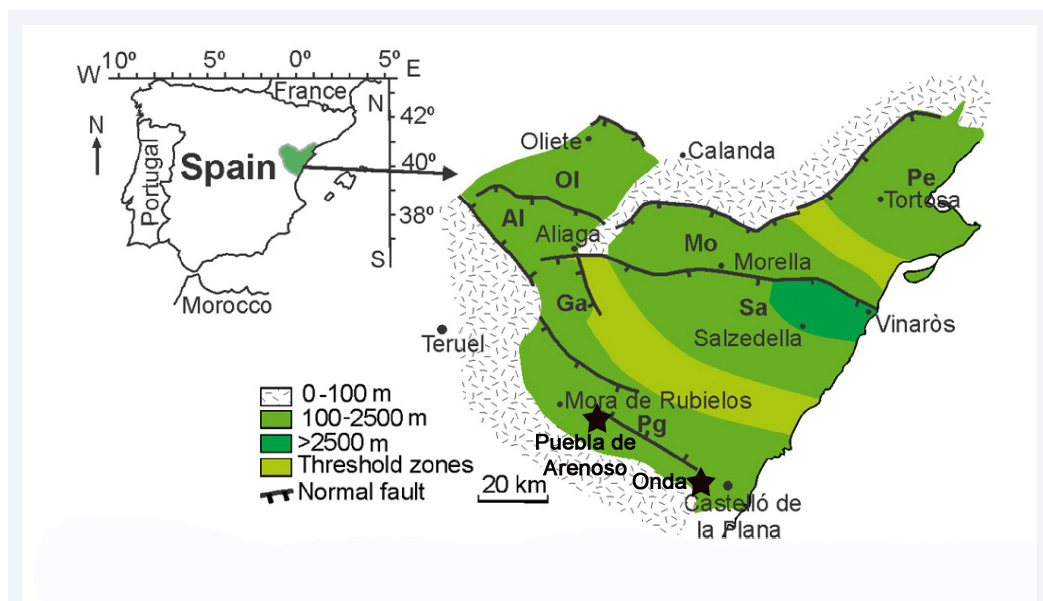 W 10º 5º 0º 5º E
France
N
N
42º
Portugal
Spain
40º
38º
S
Morocco
Oliete
Calanda
Ol
Pe
Tortosa
Al
Aliaga
Mo
Morella
Ga
Sa
Salzedella
Vinaròs
Teruel
Mora de Rubielos
Pg
Puebla de
Arenoso
Onda
Castelló de
la Plana
0-100 m
100-2500 m
>2500 m
Threshold zones
Normal fault
20 km